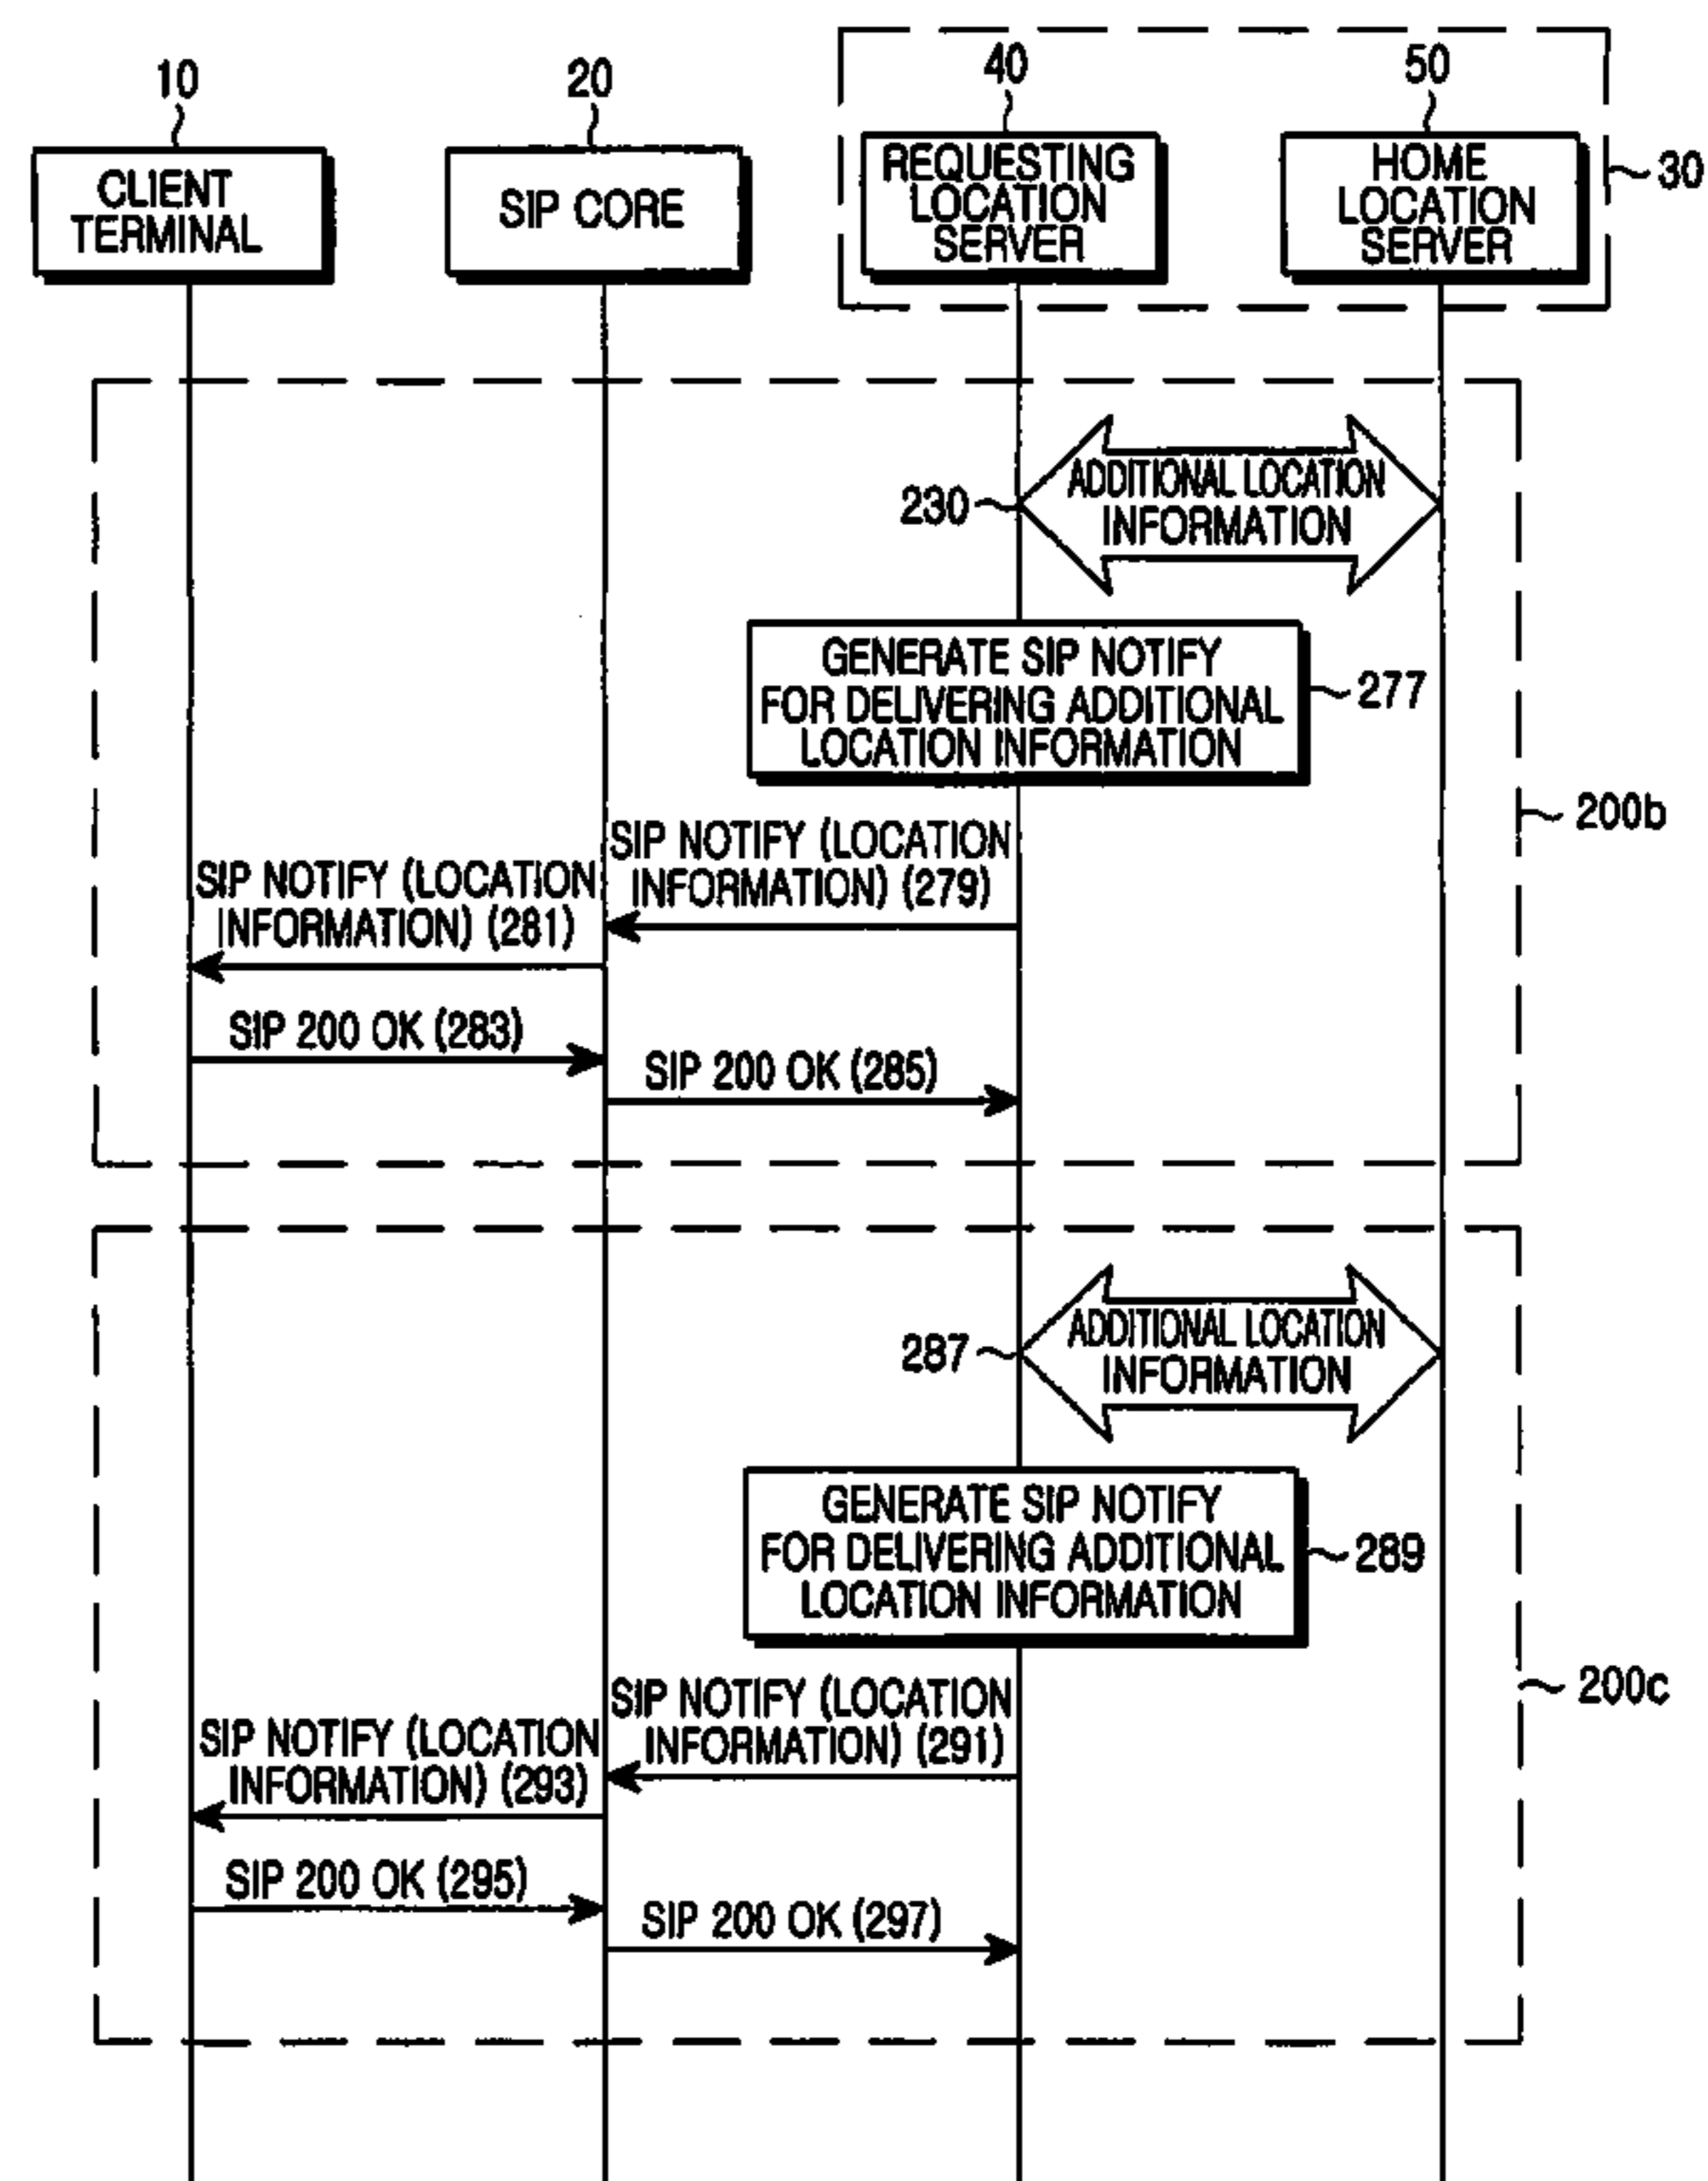 10
20
40
50
CLIENT
TERMINAL
SIP CORE
REQUESTING
LOCATION
SERVER
HOME
LOCATION
SERVER
30
230
ADDITIONAL LOCATION
INFORMATION
GENERATE SIP NOTIFY
FOR DELIVERING ADDITIONAL
LOCATION INFORMATION
277
200b
SIP NOTIFY (LOCATION
INFORMATION) (279)
SIP NOTIFY (LOCATION
INFORMATION) (281)
SIP 200 OK (283)
SIP 200 OK (285)
287
ADDITIONAL LOCATION
INFORMATION
GENERATE SIP NOTIFY
FOR DELIVERING ADDITIONAL
LOCATION INFORMATION
289
200c
SIP NOTIFY (LOCATION
INFORMATION) (291)
SIP NOTIFY (LOCATION
INFORMATION) (293)
SIP 200 OK (295)
SIP 200 OK (297)